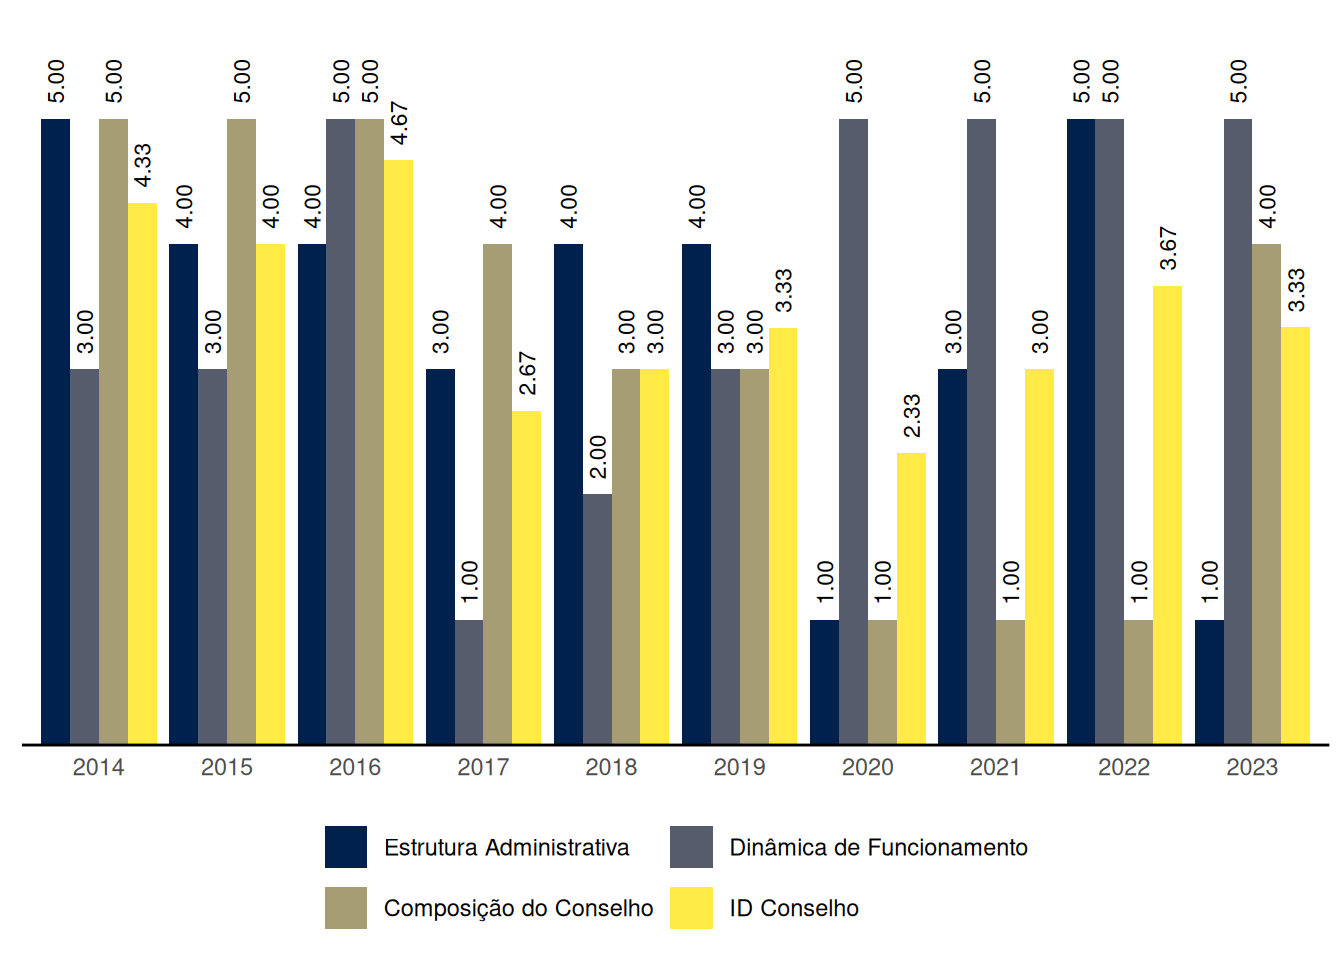 5.00 3.00 5.00 4.33 4.00 3.00 5.00 4.00 4.00 5.00 5.00 4.67 3.00 1.00 4.00 2.67 4.00 2.00 3.00 3.00 4.00 3.00 3.00 3.33 1.00 5.00 1.00 2.33 3.00 5.00 1.00 3.00 5.00 5.00 1.00 3.67 1.00 5.00 4.00 3.33
2014 2015 2016 2017 2018 2019 2020 2021 2022 2023
Estrutura Administrativa Dinâmica de Funcionamento
Composição do Conselho ID Conselho